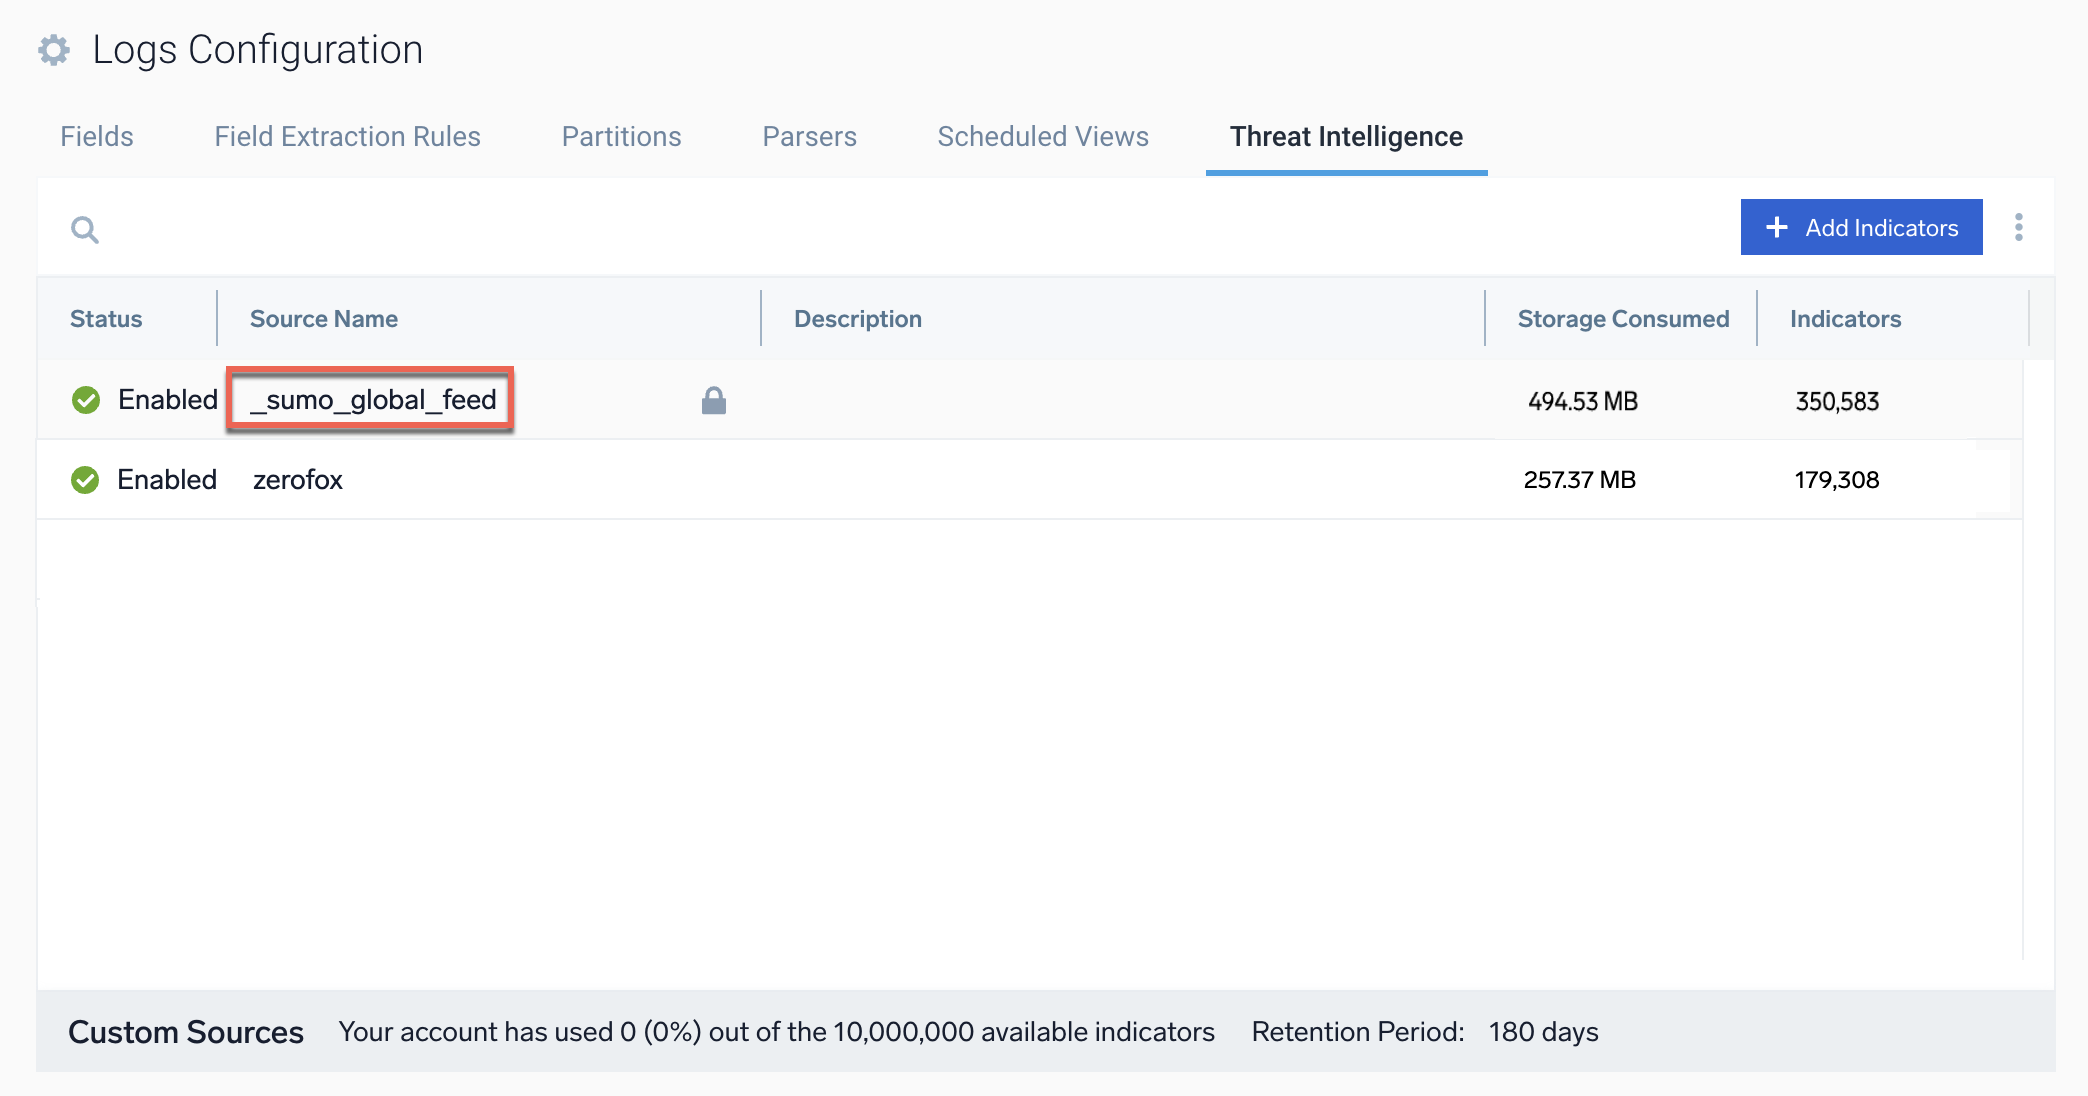 Logs Configuration
Fields Field Extraction Rules Partitions Parsers Scheduled Views Threat Intelligence
+ Add Indicators
Status Source Name Description Storage Consumed Indicators
Enabled _sumo_global_feed 494.53 MB 350,583
Enabled zerofox 257.37 MB 179,308
Custom Sources Your account has used 0 (0%) out of the 10,000,000 available indicators Retention Period: 180 days